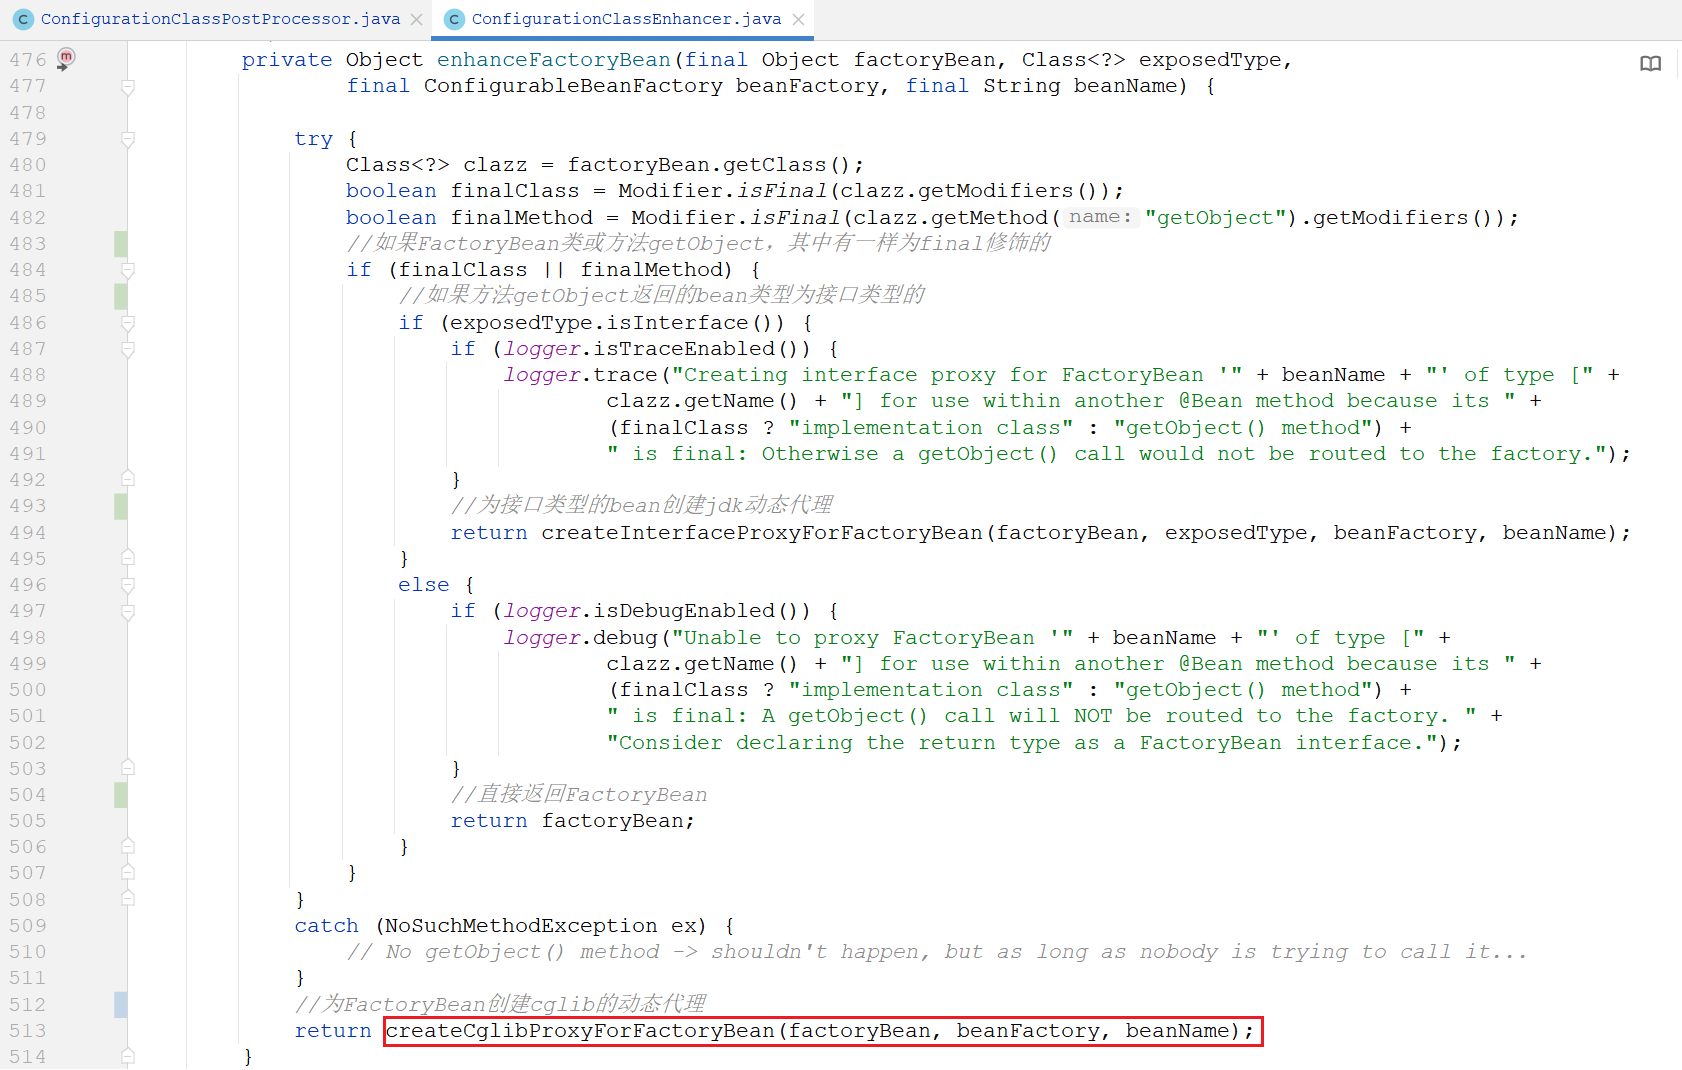 ConfigurationClassPostProcessor.java ConfigurationClassEnhancer.java
476 private Object enhanceFactoryBean(final Object factoryBean, Class<?> exposedType,
477 final ConfigurableBeanFactory beanFactory, final String beanName) {
478
479 try {
480 Class<?> clazz = factoryBean.getClass();
481 boolean finalClass = Modifier.isFinal(clazz.getModifiers());
482 boolean finalMethod = Modifier.isFinal(clazz.getMethod( name: "getObject").getModifiers());
483 //如果FactoryBean类或方法getObject，其中有一样为final修饰的
484 if (finalClass || finalMethod) {
485 //如果方法getObject返回的bean类型为接口类型的
486 if (exposedType.isInterface()) {
487 if (logger.isTraceEnabled()) {
488 logger.trace("Creating interface proxy for FactoryBean '" + beanName + "' of type [" +
489 clazz.getName() + "] for use within another @Bean method because its " +
490 (finalClass ? "implementation class" : "getObject() method") +
491 " is final: Otherwise a getObject() call would not be routed to the factory.");
492 }
493 //为接口类型的bean创建jdk动态代理
494 return createInterfaceProxyForFactoryBean(factoryBean, exposedType, beanFactory, beanName);
495 }
496 else {
497 if (logger.isDebugEnabled()) {
498 logger.debug("Unable to proxy FactoryBean '" + beanName + "' of type [" +
499 clazz.getName() + "] for use within another @Bean method because its " +
500 (finalClass ? "implementation class" : "getObject() method") +
501 " is final: A getObject() call will NOT be routed to the factory. " +
502 "Consider declaring the return type as a FactoryBean interface.");
503 }
504 //直接返回FactoryBean
505 return factoryBean;
506 }
507 }
508 }
509 catch (NoSuchMethodException ex) {
510 // No getObject() method -> shouldn't happen, but as long as nobody is trying to call it...
511 }
512 //为FactoryBean创建cglib的动态代理
513 return createCglibProxyForFactoryBean(factoryBean, beanFactory, beanName);
514 }